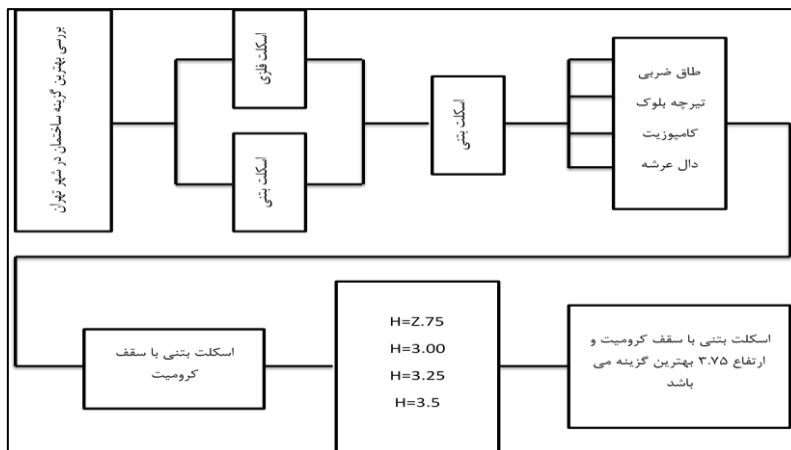 بررسی بهترین گزینه ساختمان در شهر تهران
اسکلت فلزی
اسکلت بتنی
اسکلت بتنی
طاق ضربی
تیرچه بلوک
کامپوزیت
دال عرشه
اسکلت بتنی با سقف
کرومیت
H=Z.75
H=3.00
H=3.25
H=3.5
اسکلت بتنی با سقف کرومیت و
ارتفاع ۳.۷۵ بهترین گزینه می
باشد